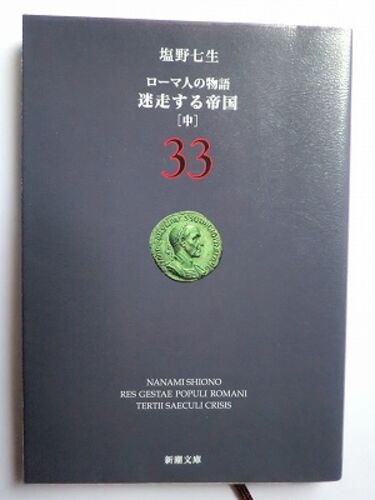 塩野七生
ローマ人の物語
迷走する帝国
[中]
33
NANAMI SHIONO
RES GESTAE POPULI ROMANI
TERTII SAECULI CRISIS
新潮文庫